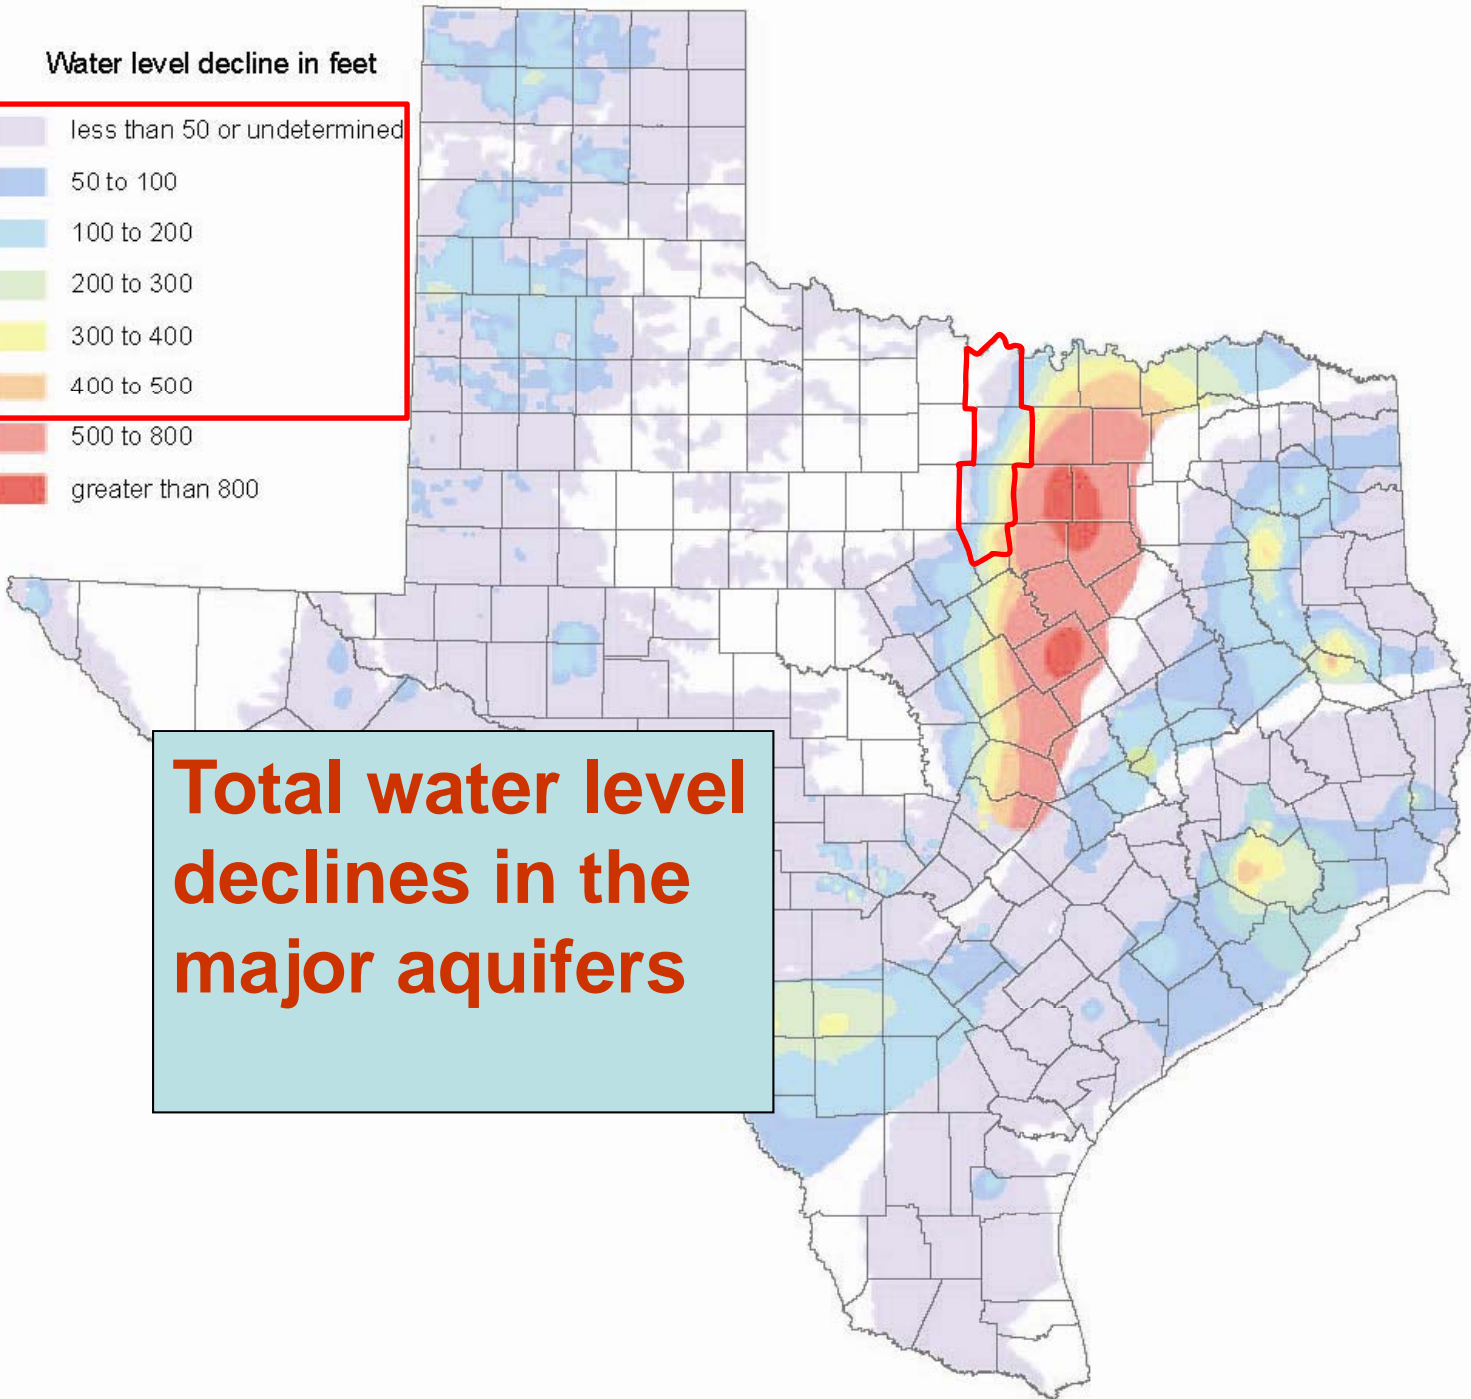 Water level decline in feet
less than 50 or undetermined
50 to 100
100 to 200
200 to 300
300 to 400
400 to 500
500 to 800
greater than 800
Total water level
declines in the
major aquifers